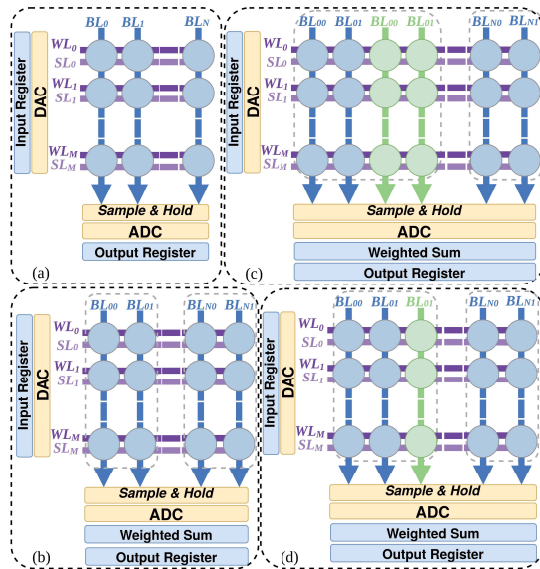 BL0 BL1 BLN
WL0
SL0
WL1
SL1
WLM
SLM
Input Register
DAC
Sample & Hold
ADC
Output Register
(a)
BL00 BL01 BL00 BL01 BLN0 BLN1
WL0
SL0
WL1
SL1
WLM
SLM
Input Register
DAC
Sample & Hold
ADC
Weighted Sum
Output Register
(c)
BL00 BL01 BLN0 BLN1
WL0
SL0
WL1
SL1
WLM
SLM
Input Register
DAC
Sample & Hold
ADC
Weighted Sum
Output Register
(b)
BL00 BL01 BL01 BLN0 BLN1
WL0
SL0
WL1
SL1
WLM
SLM
Input Register
DAC
Sample & Hold
ADC
Weighted Sum
Output Register
(d)